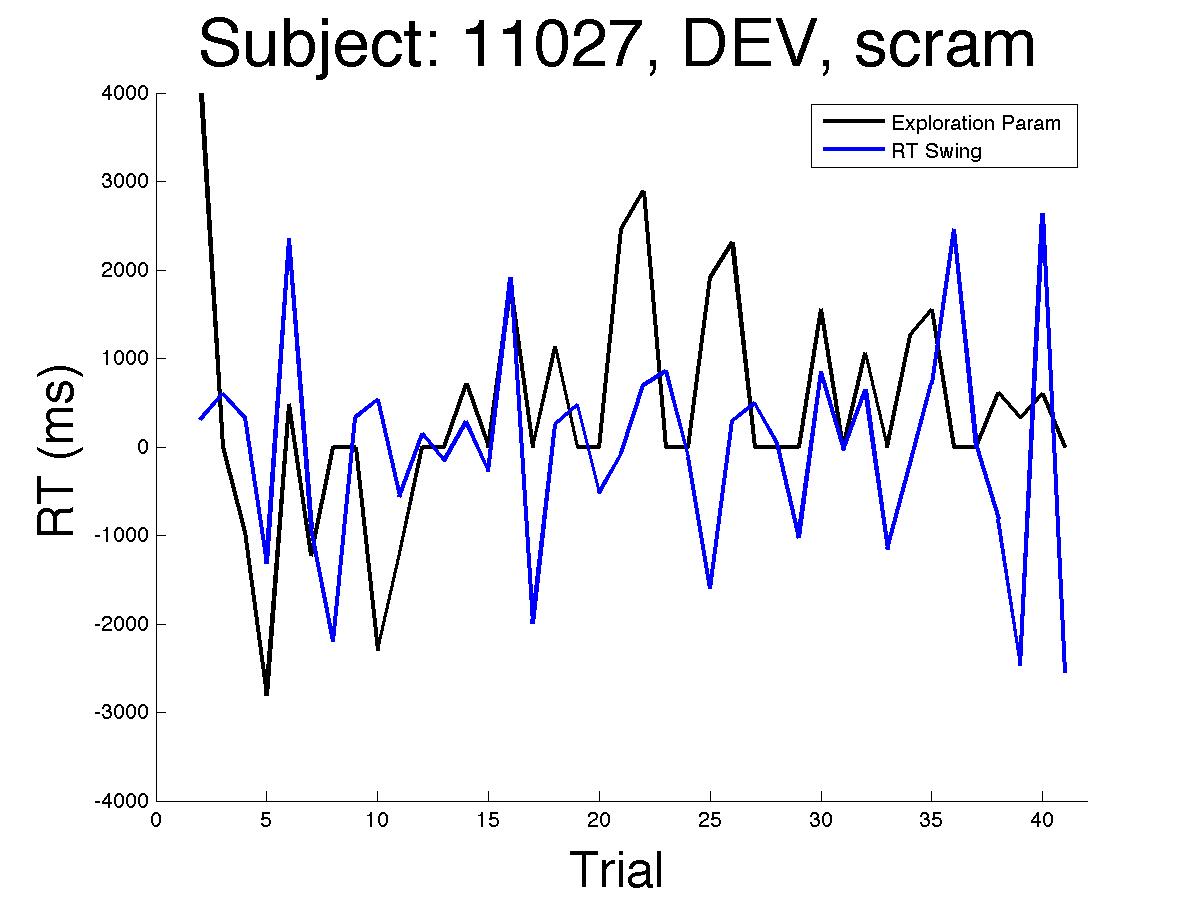 Subject: 11027, DEV, scram
Exploration Param
RT Swing
RT (ms)
4000
3000
2000
1000
0
-1000
-2000
-3000
-4000
0 5 10 15 20 25 30 35 40
Trial